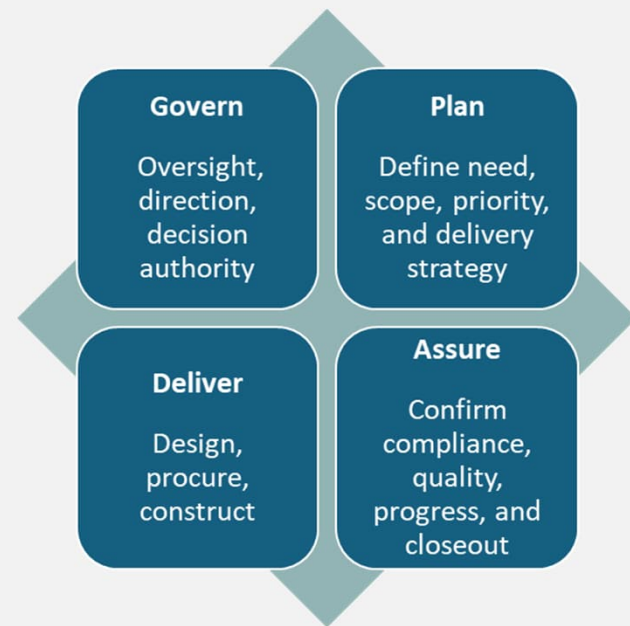 Govern
Oversight,
direction,
decision
authority
Plan
Define need,
scope, priority,
and delivery
strategy
Deliver
Design,
procure,
construct
Assure
Confirm
compliance,
quality,
progress, and
closeout